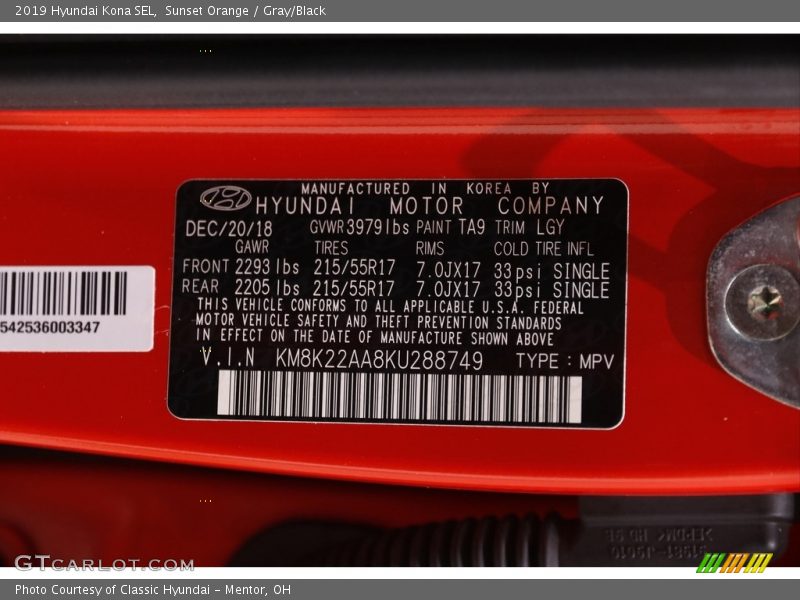 2019 Hyundai Kona SEL, Sunset Orange / Gray/Black
MANUFACTURED IN KOREA BY
HYUNDAI MOTOR COMPANY
DEC/20/18 GVWR 3979 lbs PAINT TA9 TRIM LGY
GAWR TIRES RIMS COLD TIRE INFL
FRONT 2293 lbs 215/55R17 7.0JX17 33psi SINGLE
REAR 2205 lbs 215/55R17 7.0JX17 33psi SINGLE
THIS VEHICLE CONFORMS TO ALL APPLICABLE U.S.A. FEDERAL
MOTOR VEHICLE SAFETY AND THEFT PREVENTION STANDARDS
IN EFFECT ON THE DATE OF MANUFACTURE SHOWN ABOVE
V.I.N KM8K22AA8KU288749 TYPE : MPV
542536003347
GTCARLOT.COM
Photo Courtesy of Classic Hyundai - Mentor, OH